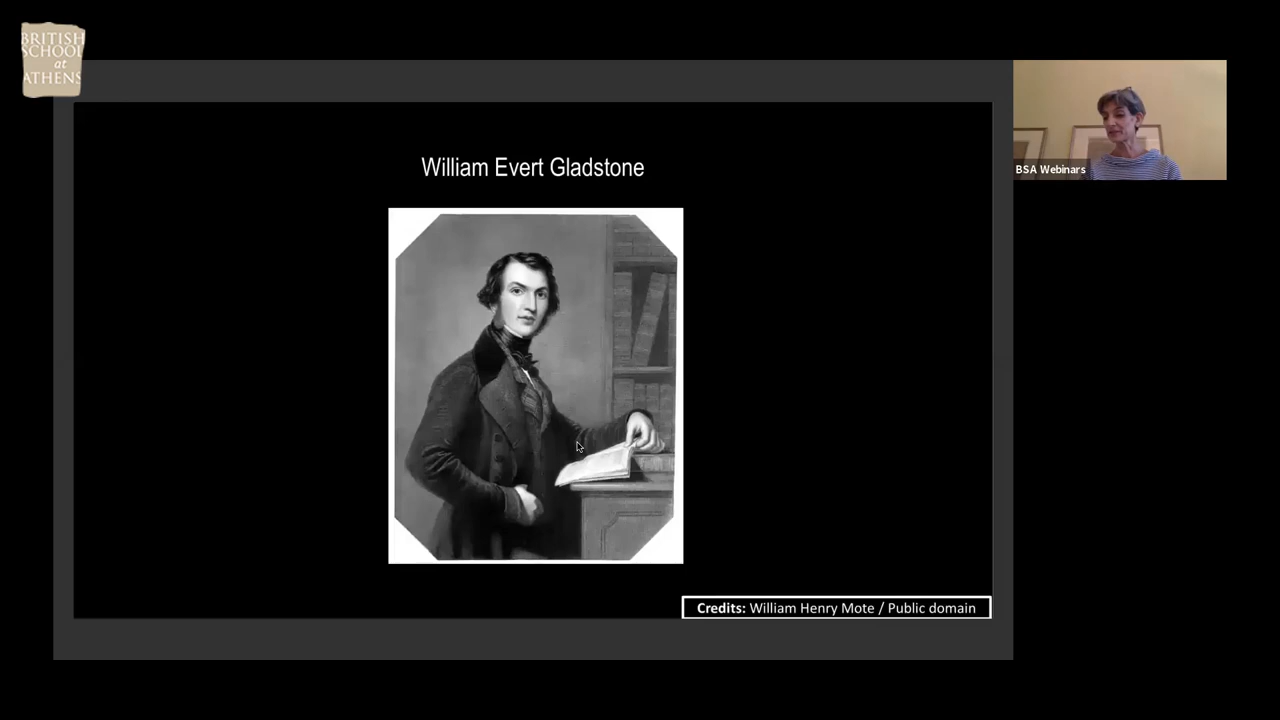 BRITISH
SCHOOL
at
ATHENS
William Evert Gladstone
BSA Webinars
Credits: William Henry Mote / Public domain